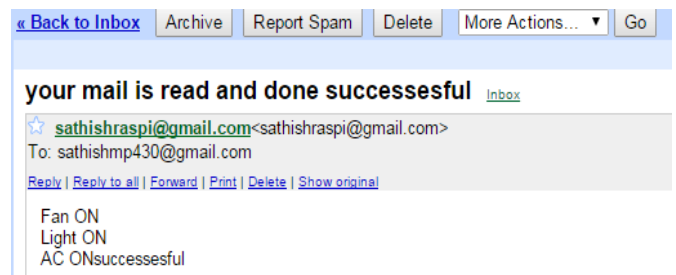 « Back to Inbox Archive Report Spam Delete More Actions... Go
your mail is read and done successesful Inbox
sathishraspi@gmail.com<sathishraspi@gmail.com>
To: sathishmp430@gmail.com
Reply | Reply to all | Forward | Print | Delete | Show original
Fan ON
Light ON
AC ONsuccessesful